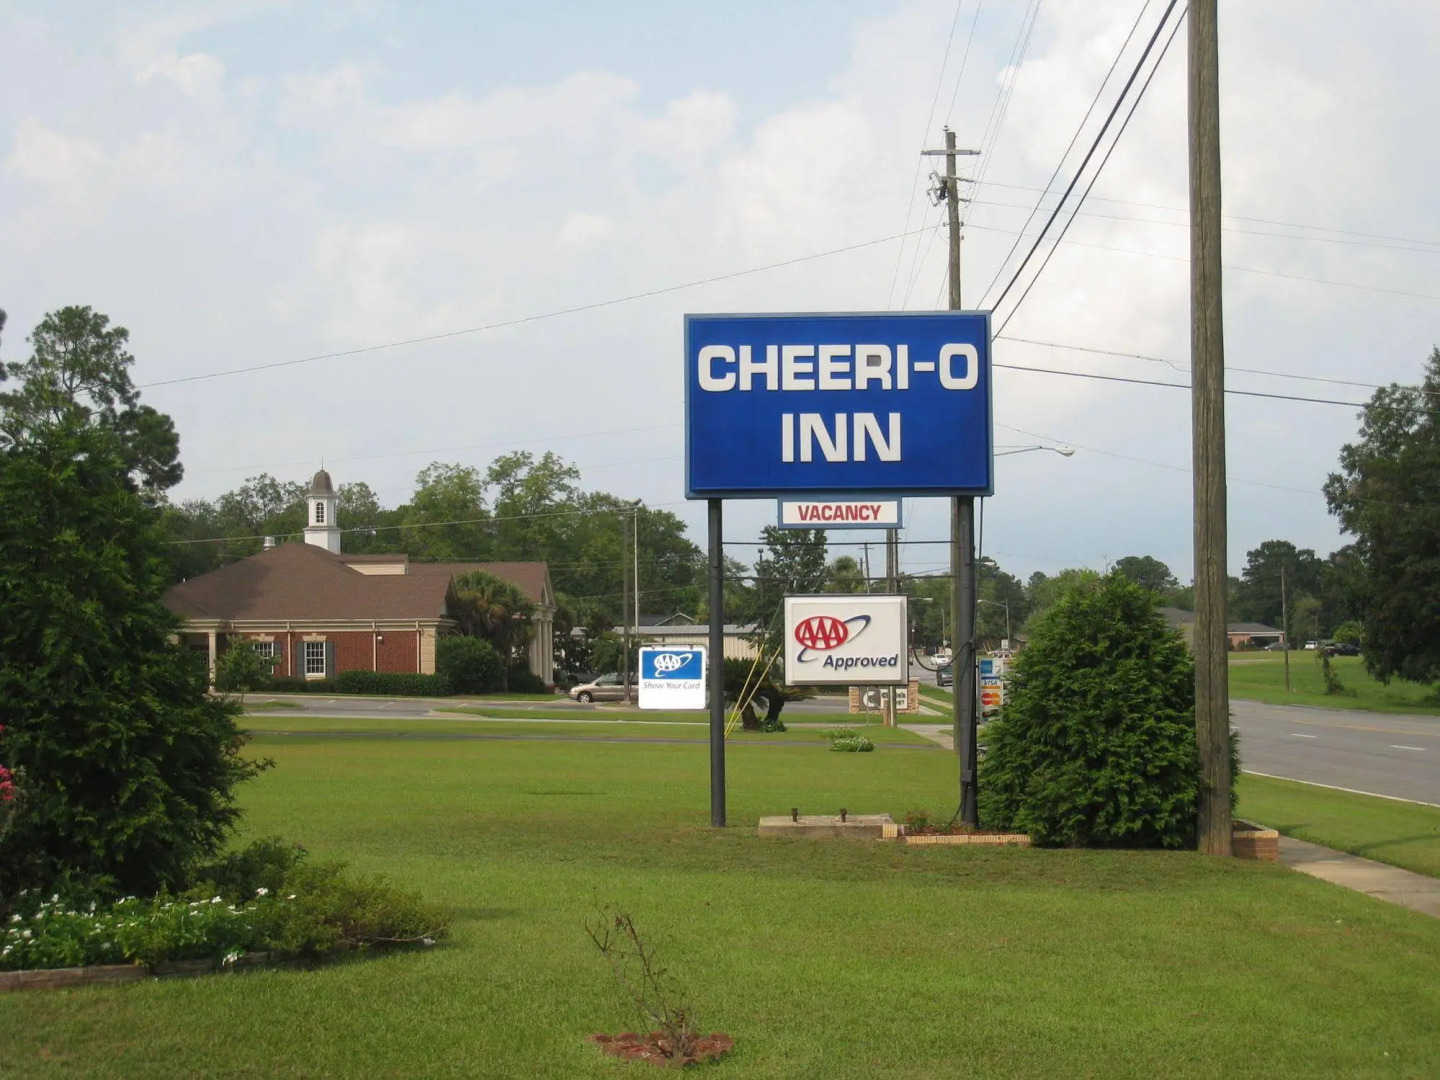 CHEERI-O
INN
VACANCY
AAA
Approved
AAA
Show Your Card